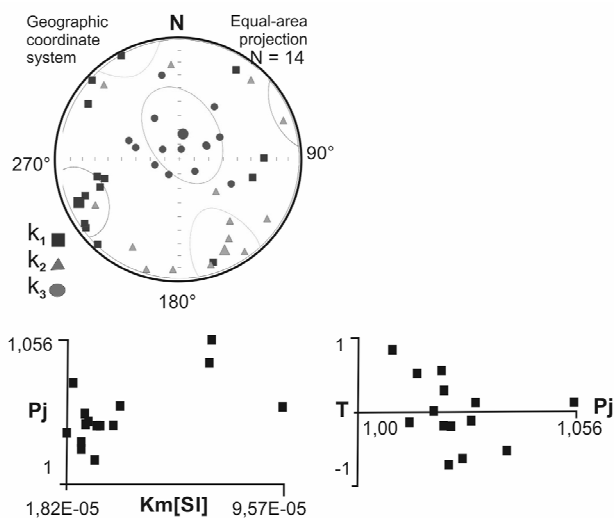 Geographic
coordinate
system
N
Equal-area
projection
N = 14
270°
90°
180°
k1
k2
k3
1,056
Pj
1
1,82E-05
Km[SI]
9,57E-05
1
T
-1
1,00
1,056
Pj